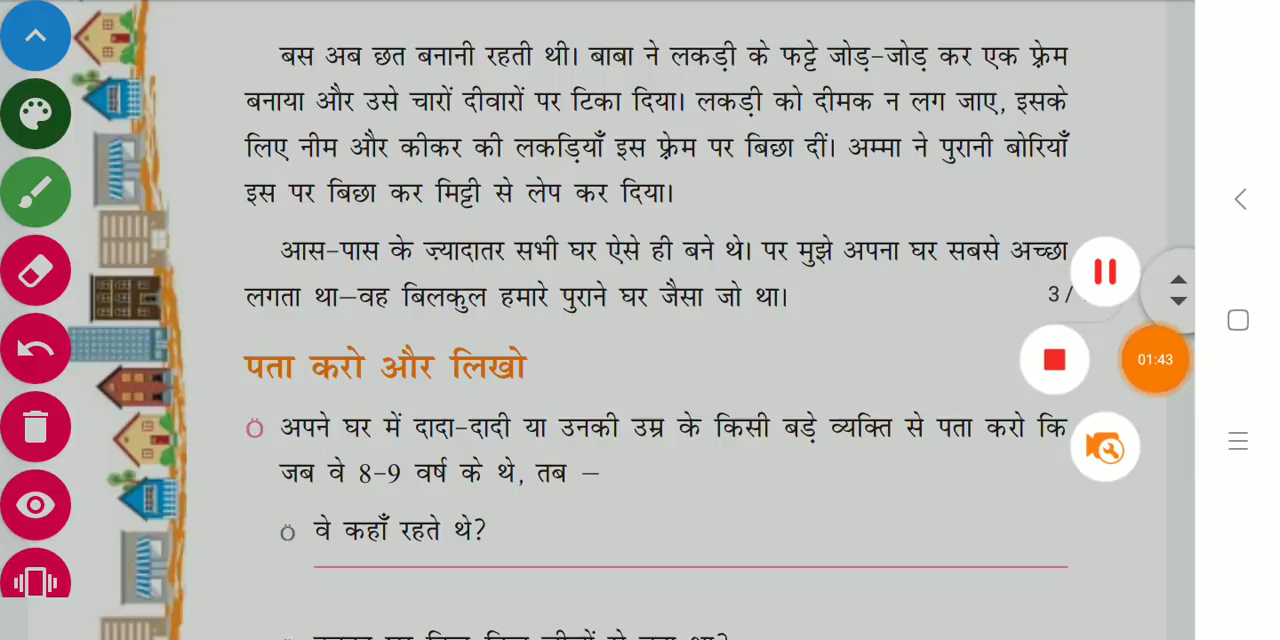 बस अब छत बनानी रहती थी। बाबा ने लकड़ी के फट्टे जोड़-जोड़ कर एक फ़्रेम
बनाया और उसे चारों दीवारों पर टिका दिया। लकड़ी को दीमक न लग जाए, इसके
लिए नीम और कीकर की लकड़ियाँ इस फ़्रेम पर बिछा दीं। अम्मा ने पुरानी बोरियाँ
इस पर बिछा कर मिट्टी से लेप कर दिया।
आस-पास के ज्यादातर सभी घर ऐसे ही बने थे। पर मुझे अपना घर सबसे अच्छा
लगता था—वह बिलकुल हमारे पुराने घर जैसा जो था।
3 /
01:43
पता करो और लिखो
Ö अपने घर में दादा-दादी या उनकी उम्र के किसी बड़े व्यक्ति से पता करो कि
जब वे 8-9 वर्ष के थे, तब —
Ö वे कहाँ रहते थे?